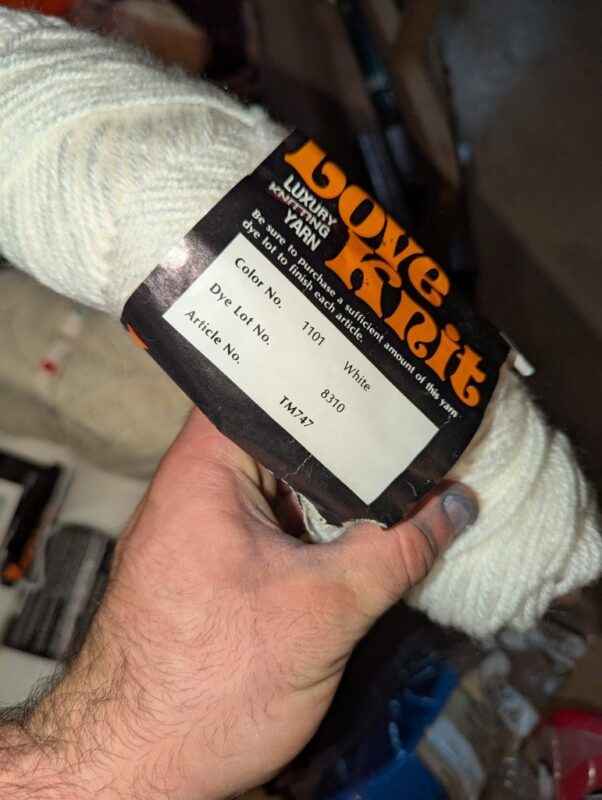 Love
Knit
LUXURY
KNITTING
YARN
Be sure to purchase a sufficient amount of this yarn
dye lot to finish each article.
Color No. 1101 White
Dye Lot No. 8310
Article No. TM747